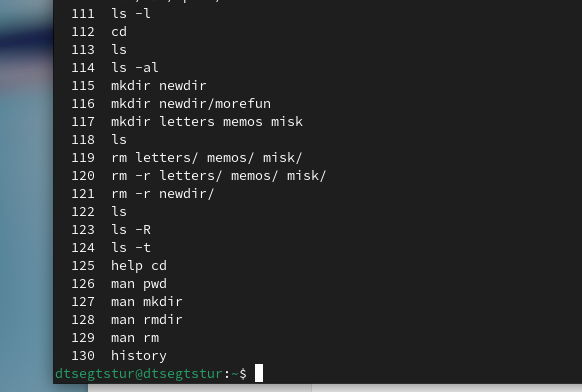 111 ls -l
112 cd
113 ls
114 ls -al
115 mkdir newdir
116 mkdir newdir/morefun
117 mkdir letters memos misk
118 ls
119 rm letters/ memos/ misk/
120 rm -r letters/ memos/ misk/
121 rm -r newdir/
122 ls
123 ls -R
124 ls -t
125 help cd
126 man pwd
127 man mkdir
128 man rmdir
129 man rm
130 history
dtsegtstur@dtsegtstur:~$